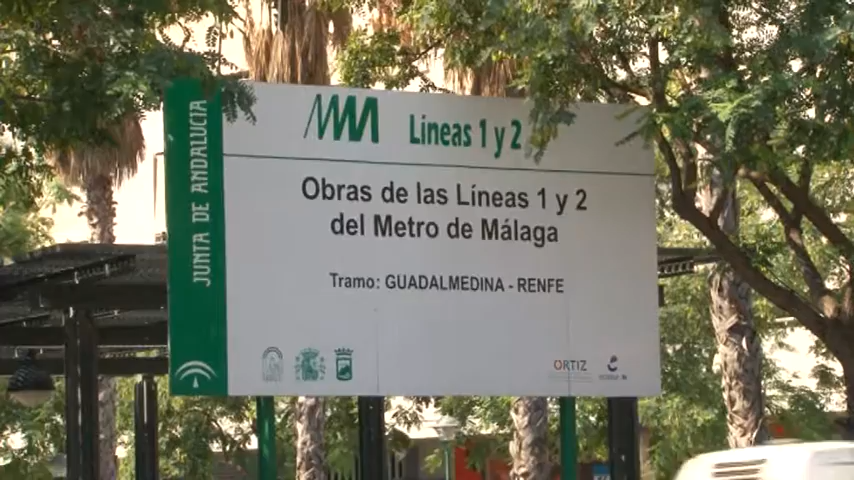 JUNTA DE ANDALUCIA
Líneas 1 y 2
Obras de las Líneas 1 y 2
del Metro de Málaga
Tramo: GUADALMEDINA - RENFE
ORTIZ